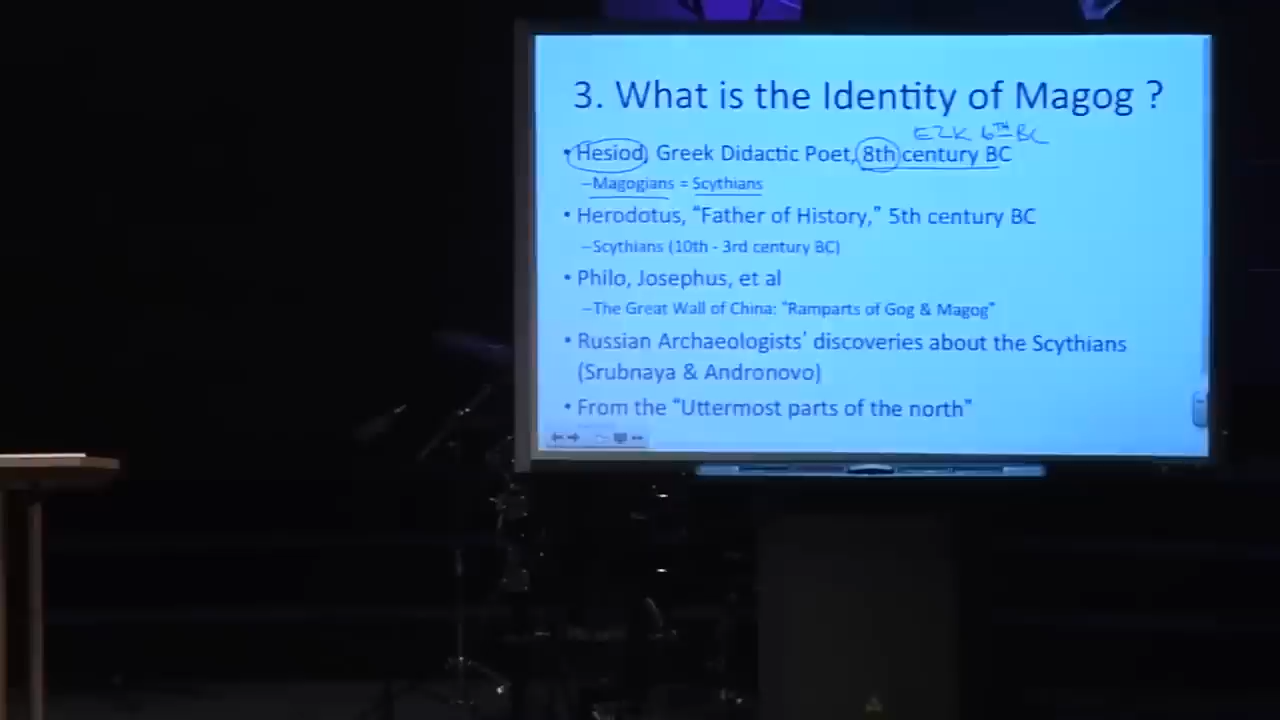 3. What is the Identity of Magog ?
EZK 6TH BC
• Hesiod, Greek Didactic Poet, 8th century BC
–Magogians = Scythians
• Herodotus, “Father of History,” 5th century BC
–Scythians (10th - 3rd century BC)
• Philo, Josephus, et al
–The Great Wall of China: “Ramparts of Gog & Magog”
• Russian Archaeologists’ discoveries about the Scythians
(Srubnaya & Andronovo)
• From the “Uttermost parts of the north”